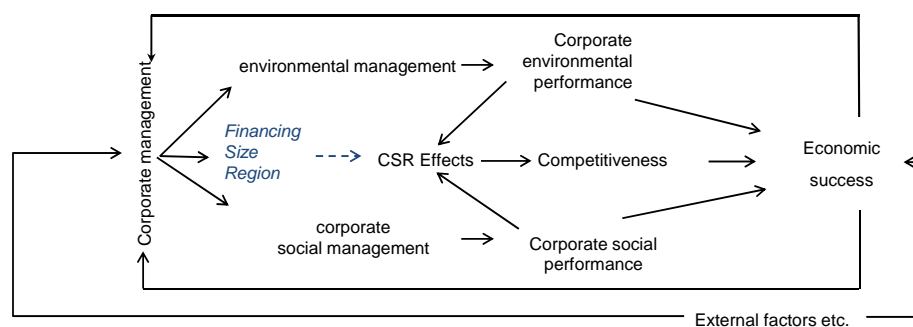 Corporate management
environmental management
Corporate
environmental
performance
Financing
Size
Region
CSR Effects
Competitiveness
Economic
success
corporate
social management
Corporate social
performance
External factors etc.